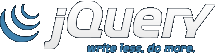 jQuery
write less, do more.